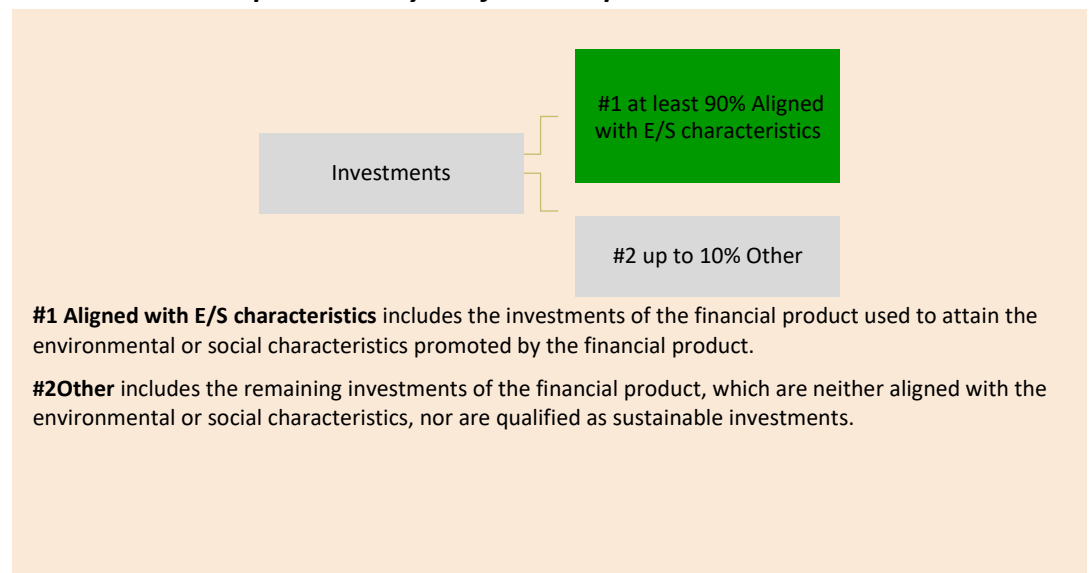 #1 at least 90% Aligned
with E/S characteristics
Investments
#2 up to 10% Other
#1 Aligned with E/S characteristics includes the investments of the financial product used to attain the
environmental or social characteristics promoted by the financial product.
#2Other includes the remaining investments of the financial product, which are neither aligned with the
environmental or social characteristics, nor are qualified as sustainable investments.